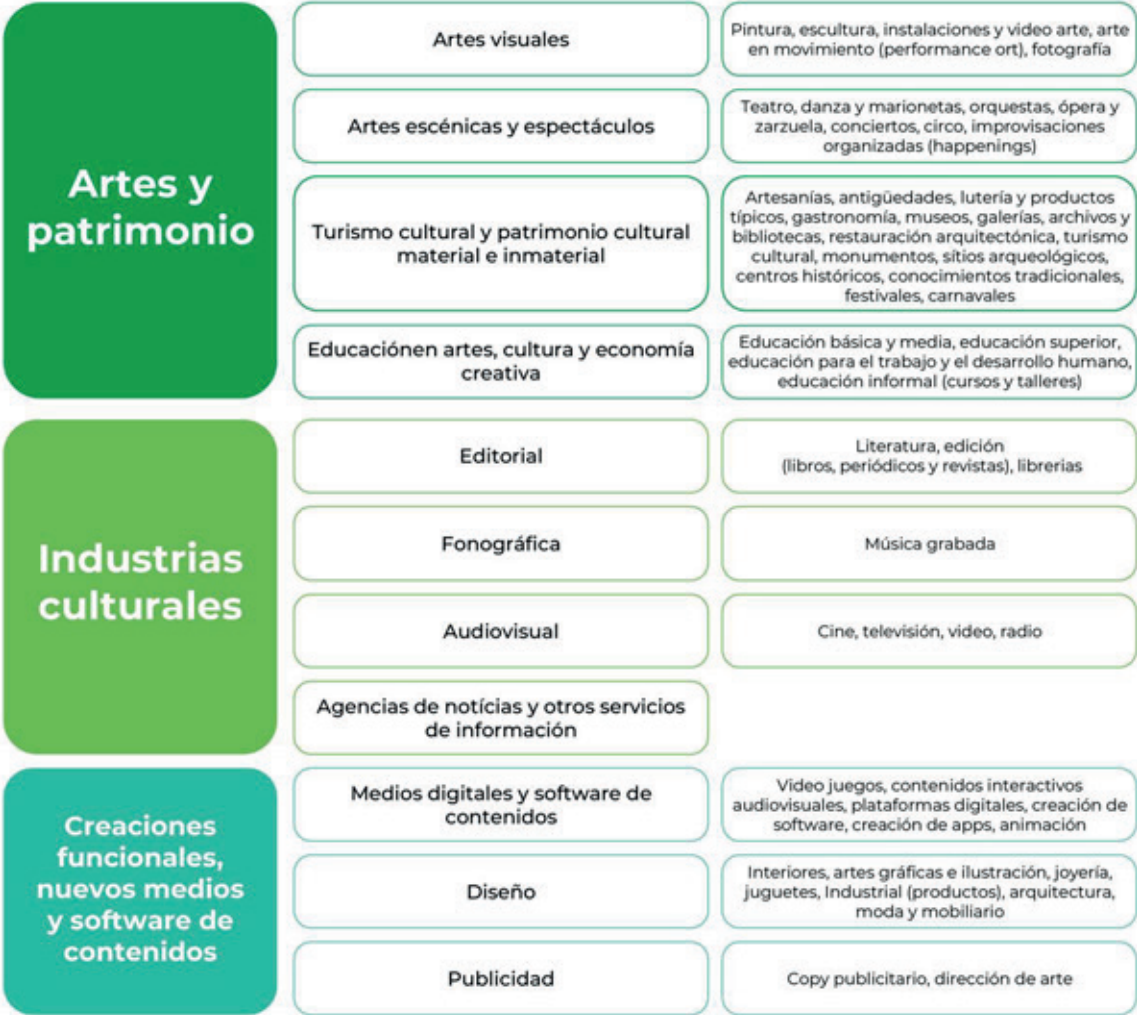 Artes y
patrimonio
Artes visuales
Pintura, escultura, instalaciones y video arte, arte
en movimiento (performance ort), fotografía
Artes escénicas y espectáculos
Teatro, danza y marionetas, orquestas, ópera y
zarzuela, conciertos, circo, improvisaciones
organizadas (happenings)
Turismo cultural y patrimonio cultural
material e inmaterial
Artesanías, antigüedades, lutería y productos
típicos, gastronomía, museos, galerías, archivos y
bibliotecas, restauración arquitectónica, turismo
cultural, monumentos, sítios arqueológicos,
centros históricos, conocimientos tradicionales,
festivales, carnavales
Educaciónen artes, cultura y economía
creativa
Educación básica y media, educación superior,
educación para el trabajo y el desarrollo humano,
educación informal (cursos y talleres)
Industrias
culturales
Editorial
Literatura, edición
(libros, periódicos y revistas), librerias
Fonográfica
Música grabada
Audiovisual
Cine, televisión, video, radio
Agencias de notícias y otros servicios
de información
Creaciones
funcionales,
nuevos medios
y software de
contenidos
Medios digitales y software de
contenidos
Video juegos, contenidos interactivos
audiovisuales, plataformas digitales, creación de
software, creación de apps, animación
Diseño
Interiores, artes gráficas e ilustración, joyería,
juguetes, Industrial (productos), arquitectura,
moda y mobiliario
Publicidad
Copy publicitario, dirección de arte